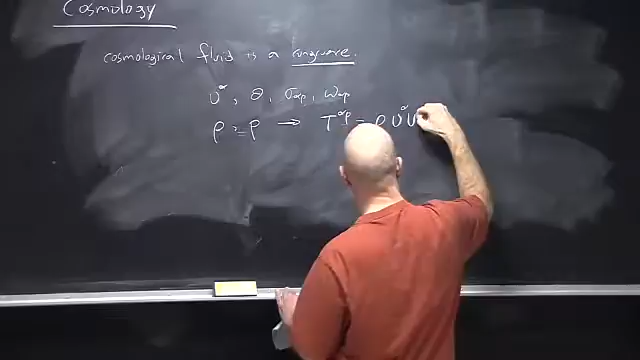 Cosmology
cosmological fluid is a congruence.
u^α, θ, σ_αβ, ω_αβ
ρ, p → T^αβ = ρ u^α u